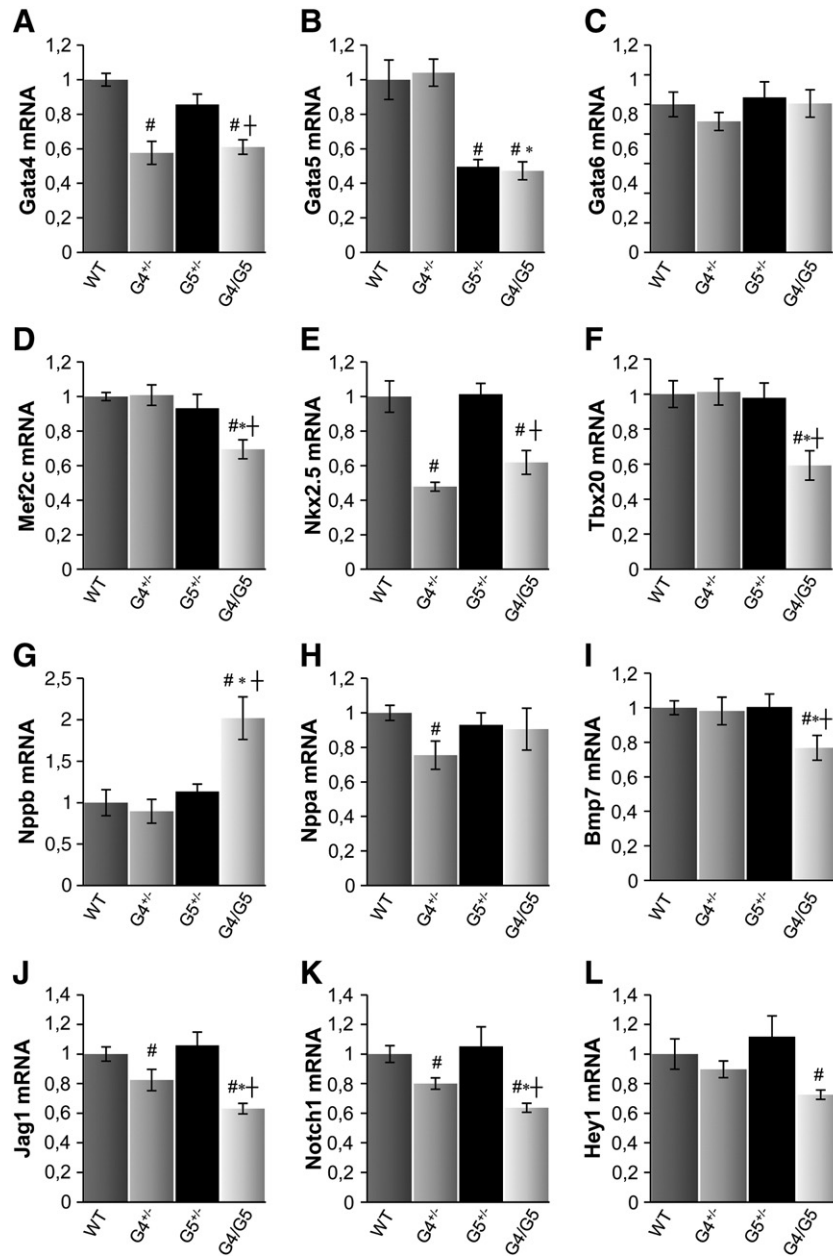 A
Gata4 mRNA
1,2
1
0,8
0,6
0,4
0,2
0
#
# +
WT
G4+/-
G5+/-
G4/G5
B
Gata5 mRNA
1,2
1
0,8
0,6
0,4
0,2
0
#
# *
WT
G4+/-
G5+/-
G4/G5
C
Gata6 mRNA
1,2
1
0,8
0,6
0,4
0,2
0
WT
G4+/-
G5+/-
G4/G5
D
Mef2c mRNA
1,2
1
0,8
0,6
0,4
0,2
0
#*+
WT
G4+/-
G5+/-
G4/G5
E
Nkx2.5 mRNA
1,2
1
0,8
0,6
0,4
0,2
0
#
# +
WT
G4+/-
G5+/-
G4/G5
F
Tbx20 mRNA
1,2
1
0,8
0,6
0,4
0,2
0
#*+
WT
G4+/-
G5+/-
G4/G5
G
Nppb mRNA
2,5
2
1,5
1
0,5
0
# * +
WT
G4+/-
G5+/-
G4/G5
H
Nppa mRNA
1,2
1
0,8
0,6
0,4
0,2
0
#
WT
G4+/-
G5+/-
G4/G5
I
Bmp7 mRNA
1,2
1
0,8
0,6
0,4
0,2
0
#*+
WT
G4+/-
G5+/-
G4/G5
J
Jag1 mRNA
1,4
1,2
1
0,8
0,6
0,4
0,2
0
#
#*+
WT
G4+/-
G5+/-
G4/G5
K
Notch1 mRNA
1,4
1,2
1
0,8
0,6
0,4
0,2
0
#
#*+
WT
G4+/-
G5+/-
G4/G5
L
Hey1 mRNA
1,4
1,2
1
0,8
0,6
0,4
0,2
0
#
WT
G4+/-
G5+/-
G4/G5